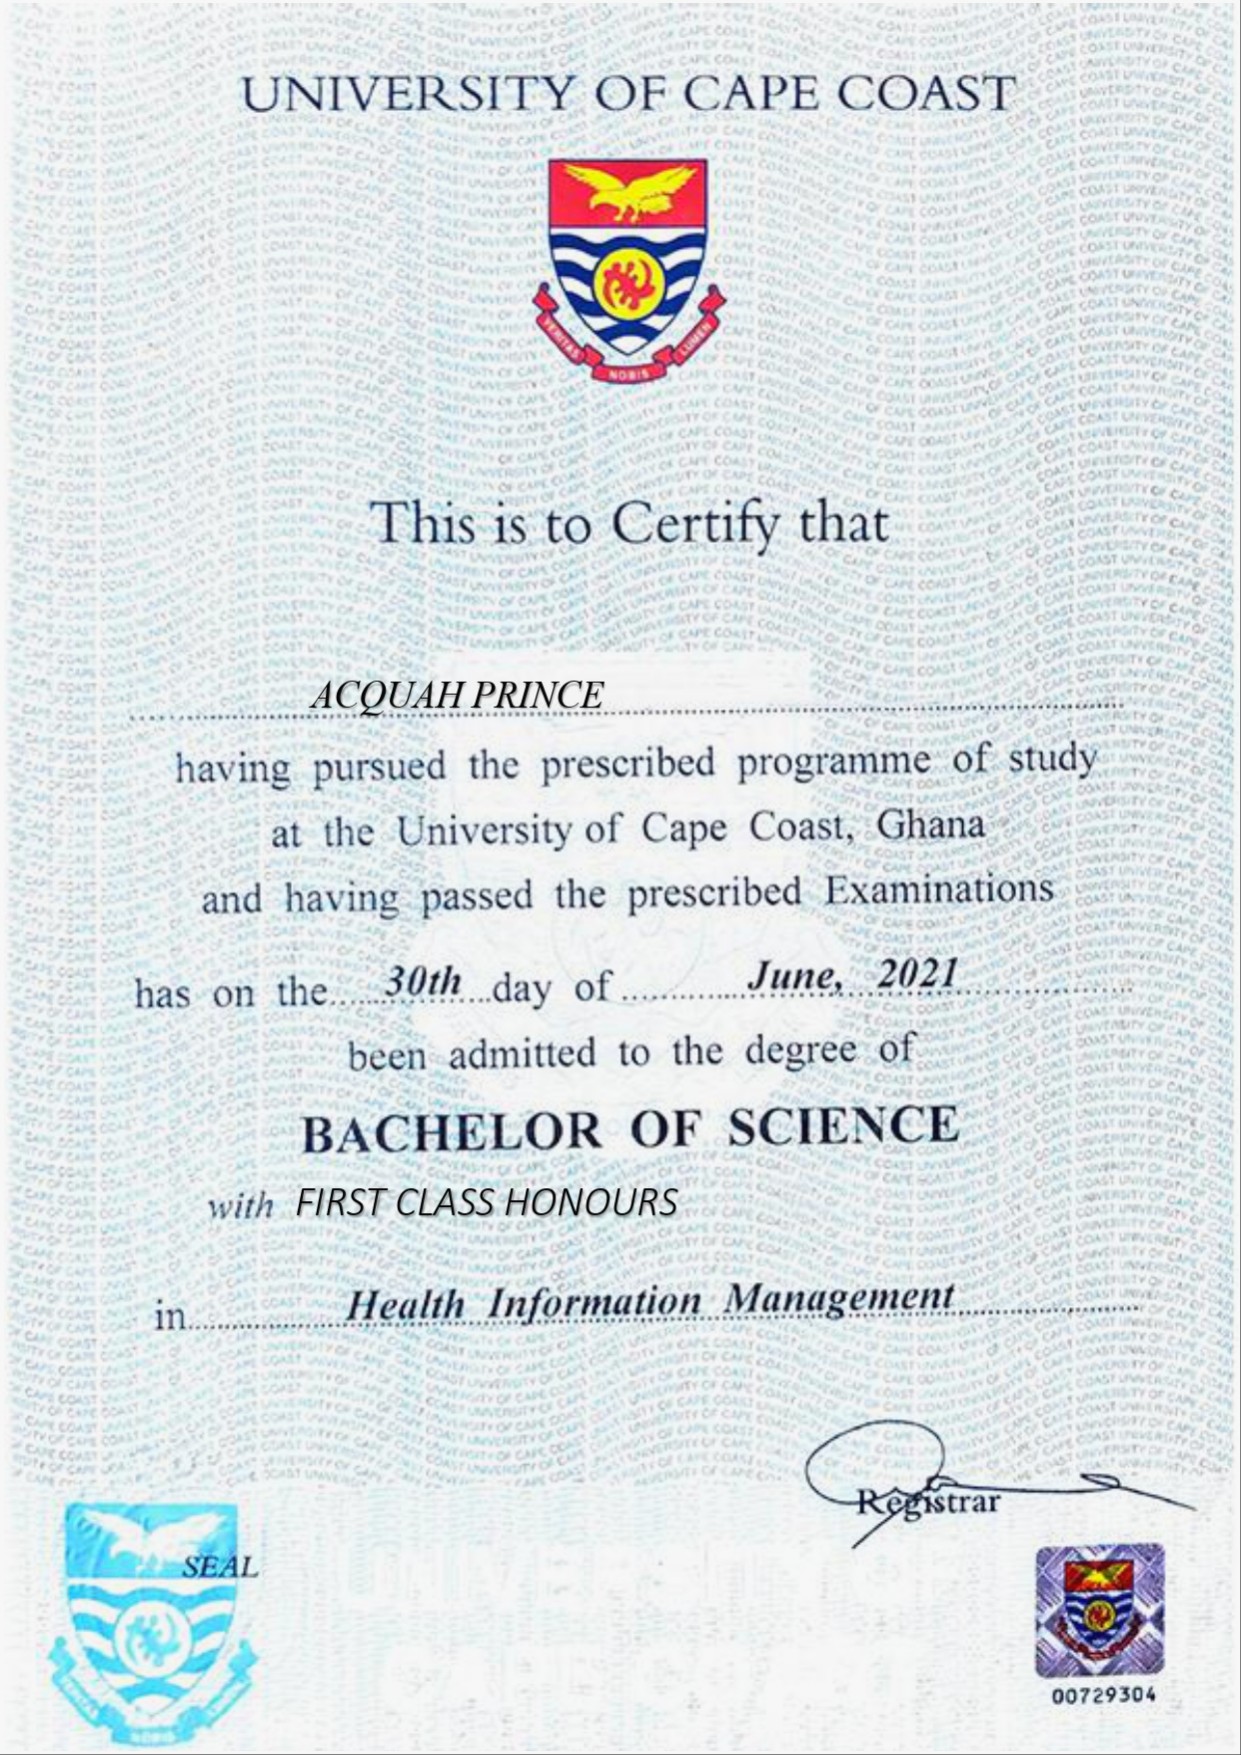 UNIVERSITY OF CAPE COAST
VERITAS
NOBIS
LUMEN
This is to Certify that
ACQUAH PRINCE
having pursued the prescribed programme of study
at the University of Cape Coast, Ghana
and having passed the prescribed Examinations
has on the.....30th...day of.............June, 2021
been admitted to the degree of
BACHELOR OF SCIENCE
with FIRST CLASS HONOURS
in................Health Information Management
Registrar
SEAL
NOBIS
00729304